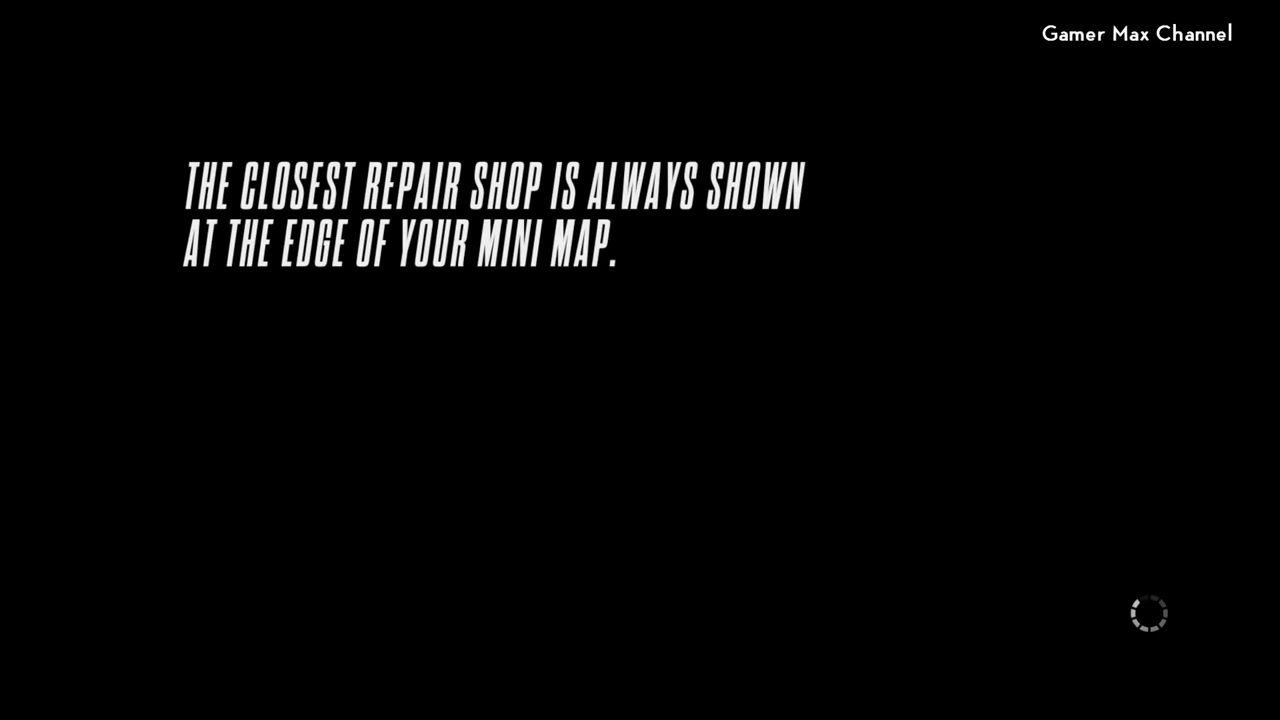 Gamer Max Channel
THE CLOSEST REPAIR SHOP IS ALWAYS SHOWN
AT THE EDGE OF YOUR MINI MAP.